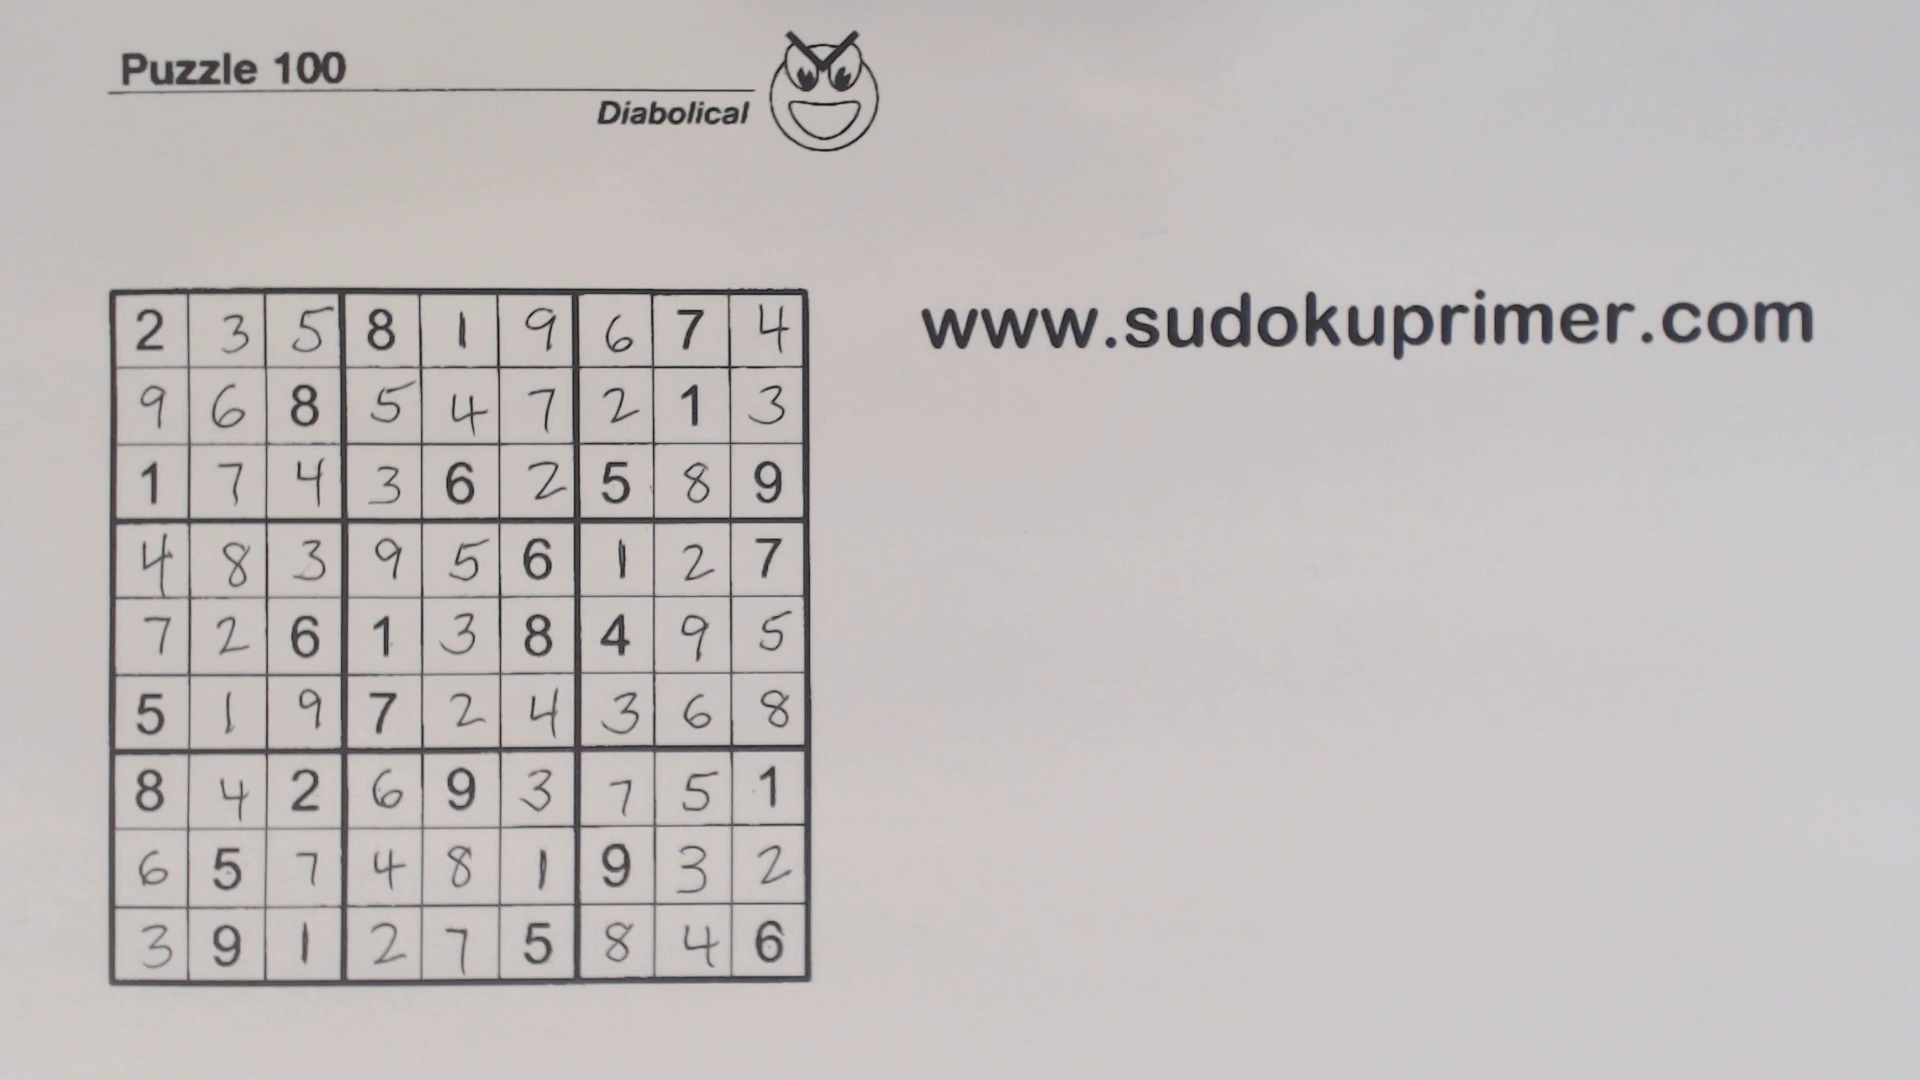 Puzzle 100
Diabolical
www.sudokuprimer.com
2 3 5 8 1 9 6 7 4
9 6 8 5 4 7 2 1 3
1 7 4 3 6 2 5 8 9
4 8 3 9 5 6 1 2 7
7 2 6 1 3 8 4 9 5
5 1 9 7 2 4 3 6 8
8 4 2 6 9 3 7 5 1
6 5 7 4 8 1 9 3 2
3 9 1 2 7 5 8 4 6